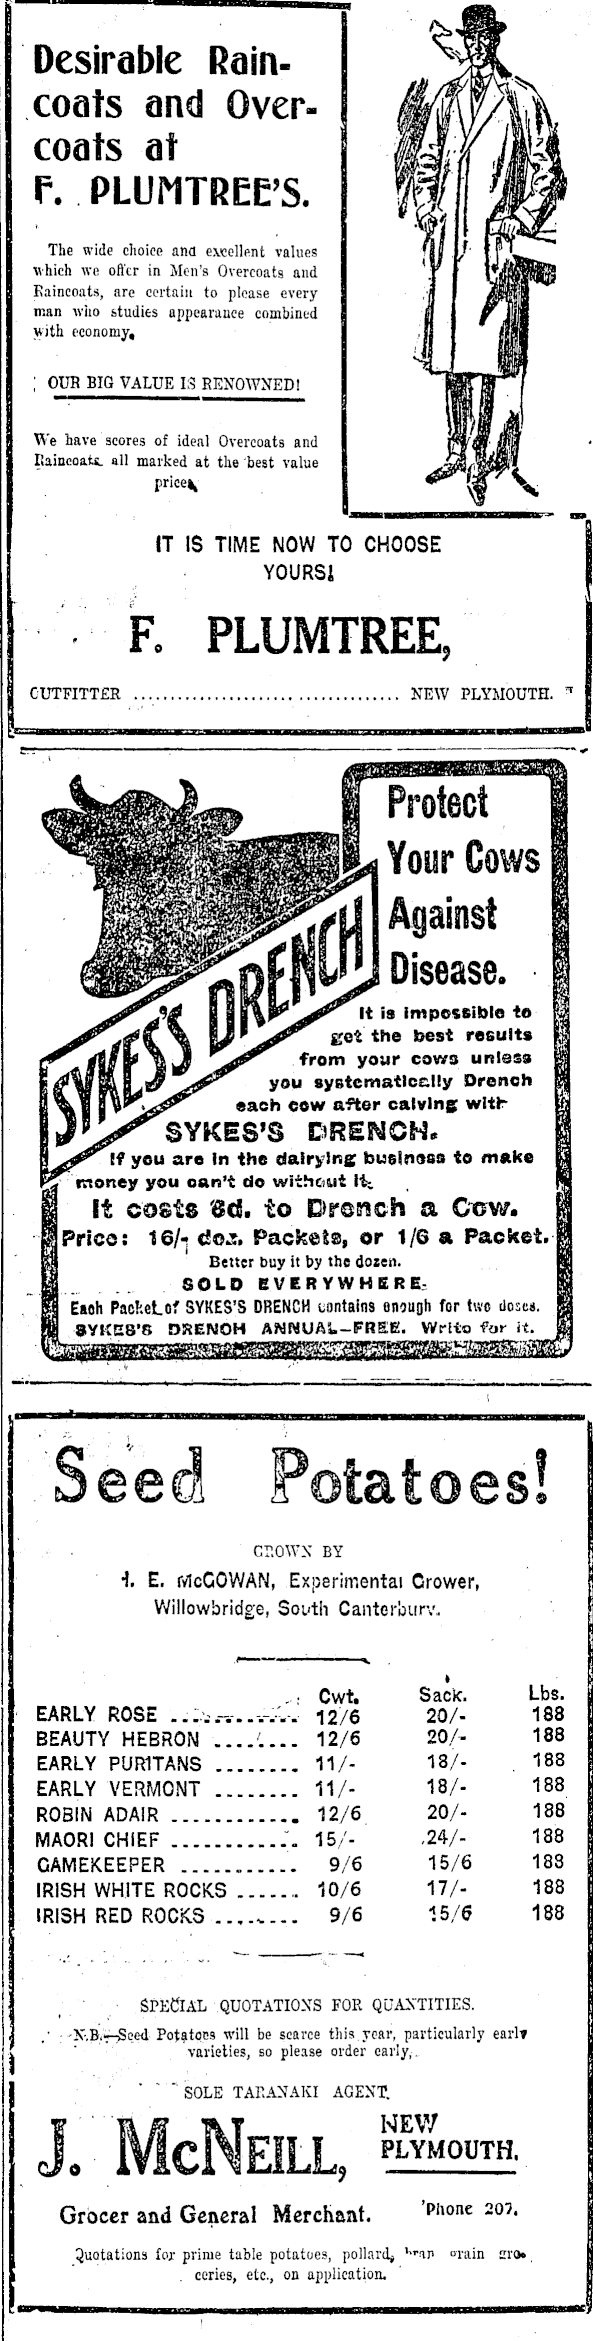 Desirable Rain-
coats and Over-
coats at
F. PLUMTREE'S.
The wide choice and excellent values
which we offer in Men's Overcoats and
Raincoats, are certain to please every
man who studies appearance combined
with economy.
OUR BIG VALUE IS RENOWNED!
We have scores of ideal Overcoats and
Raincoats all marked at the best value
prices.
IT IS TIME NOW TO CHOOSE
YOURS!
F. PLUMTREE,
OUTFITTER ...................................... NEW PLYMOUTH.
Protect
Your Cows
Against
Disease.
SYKES'S DRENCH
It is impossible to
get the best results
from your cows unless
you systematically Drench
each cow after calving with
SYKES'S DRENCH.
If you are in the dairying business to make
money you can't do without it.
It costs 8d. to Drench a Cow.
Price: 16/- doz. Packets, or 1/6 a Packet.
Better buy it by the dozen.
SOLD EVERYWHERE.
Each Packet of SYKES'S DRENCH contains enough for two doses.
SYKES'S DRENCH ANNUAL—FREE. Write for it.
Seed Potatoes!
GROWN BY
E. McGOWAN, Experimental Grower,
Willowbridge, South Canterbury.
Cwt. Sack. Lbs.
EARLY ROSE ............ 12/6 20/- 188
BEAUTY HEBRON ........ 12/6 20/- 188
EARLY PURITANS ........ 11/- 18/- 188
EARLY VERMONT ........ 11/- 18/- 188
ROBIN ADAIR ............ 12/6 20/- 188
MAORI CHIEF ............ 15/- 24/- 188
GAMEKEEPER ........... 9/6 15/6 188
IRISH WHITE ROCKS ...... 10/6 17/- 188
IRISH RED ROCKS ........ 9/6 15/6 188
SPECIAL QUOTATIONS FOR QUANTITIES.
N.B.—Seed Potatoes will be scarce this year, particularly early
varieties, so please order early.
SOLE TARANAKI AGENT.
J. McNEILL, NEW
PLYMOUTH.
Grocer and General Merchant. 'Phone 207.
Quotations for prime table potatoes, pollard, bran grain gro-
ceries, etc., on application.